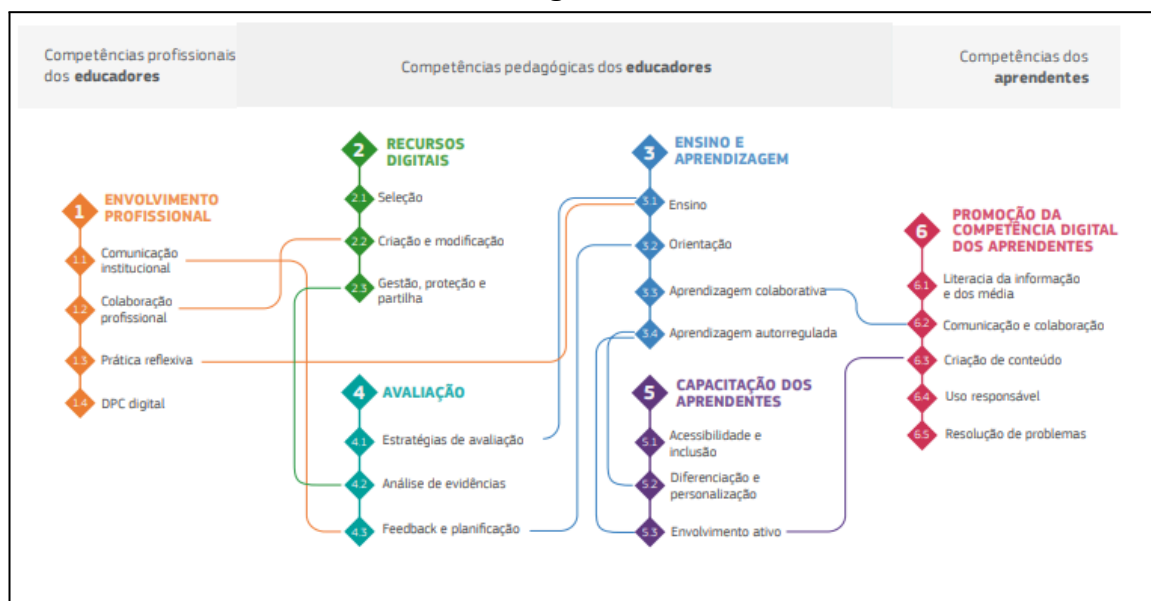 Competências profissionais
dos educadores
Competências pedagógicas dos educadores
Competências dos
aprendentes
1
ENVOLVIMENTO
PROFISSIONAL
1.1
Comunicação
institucional
1.2
Colaboração
profissional
1.3
Prática reflexiva
1.4
DPC digital
2
RECURSOS
DIGITAIS
2.1
Seleção
2.2
Criação e modificação
2.3
Gestão, proteção e
partilha
3
ENSINO E
APRENDIZAGEM
3.1
Ensino
3.2
Orientação
3.3
Aprendizagem colaborativa
3.4
Aprendizagem autorregulada
4
AVALIAÇÃO
4.1
Estratégias de avaliação
4.2
Análise de evidências
4.3
Feedback e planificação
5
CAPACITAÇÃO DOS
APRENDENTES
5.1
Acessibilidade e
inclusão
5.2
Diferenciação e
personalização
5.3
Envolvimento ativo
6
PROMOÇÃO DA
COMPETÊNCIA DIGITAL
DOS APRENDENTES
6.1
Literacia da informação
e dos média
6.2
Comunicação e colaboração
6.3
Criação de conteúdo
6.4
Uso responsável
6.5
Resolução de problemas